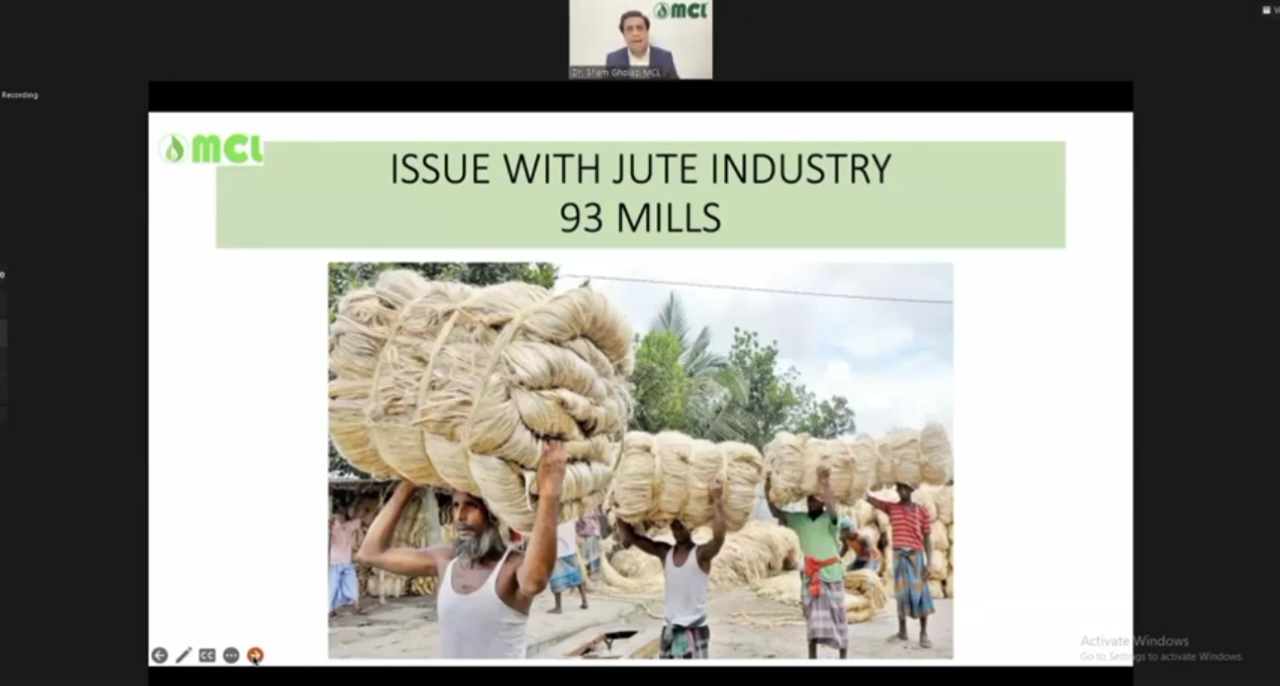 MCL
Dr. Sham Gholap MCL
Recording
MCL
ISSUE WITH JUTE INDUSTRY
93 MILLS
CC
Activate Windows
Go to Settings to activate Windows.